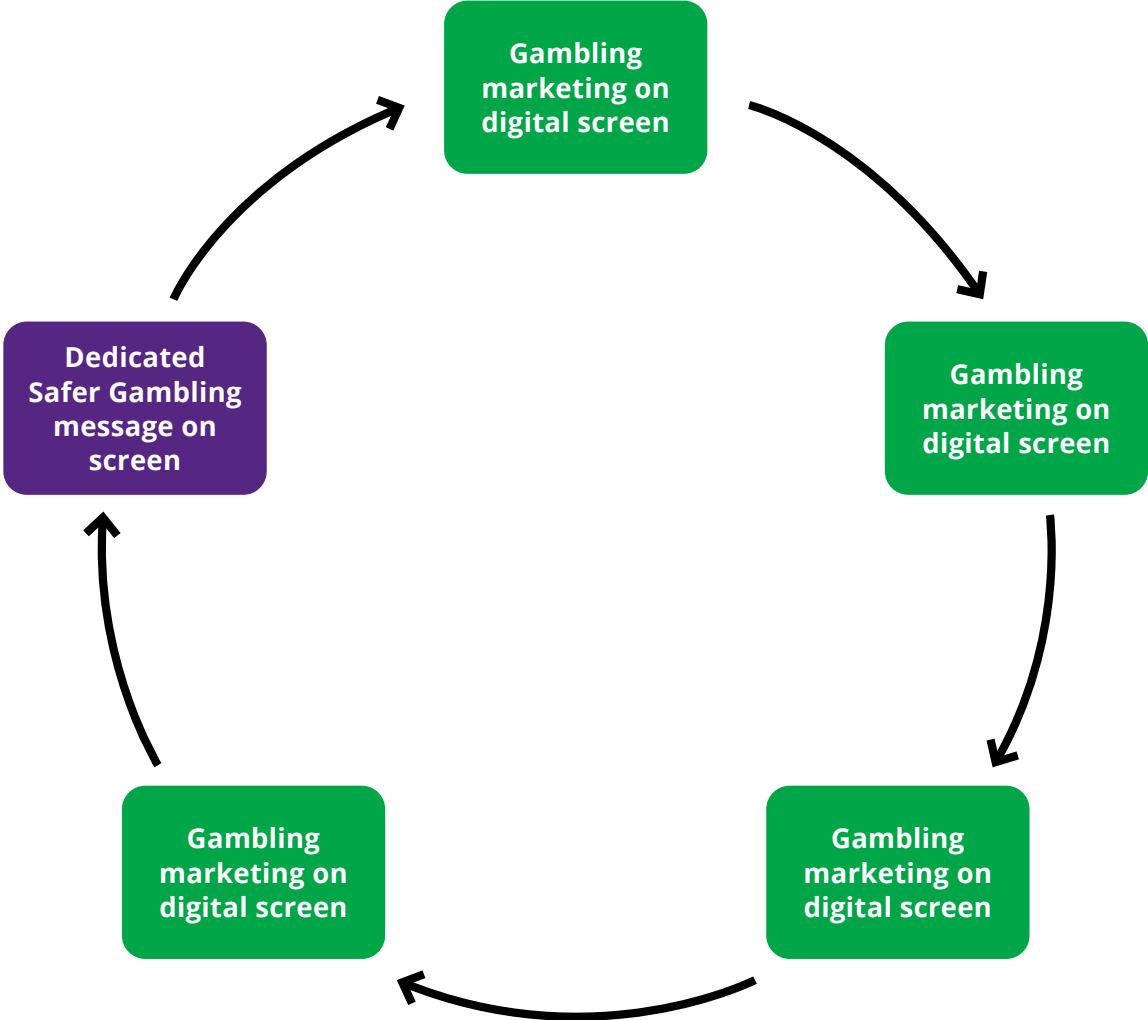 Gambling
marketing on
digital screen
Gambling
marketing on
digital screen
Gambling
marketing on
digital screen
Gambling
marketing on
digital screen
Dedicated
Safer Gambling
message on
screen